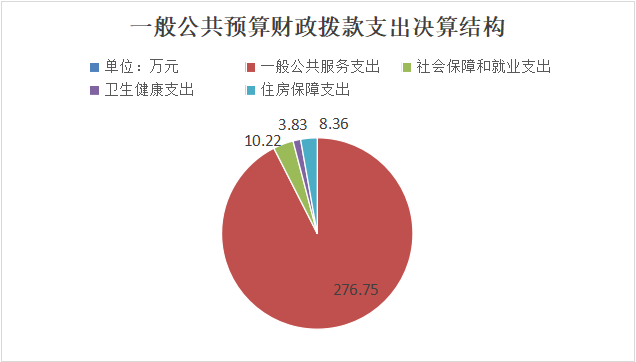 一般公共预算财政拨款支出决算结构
单位：万元 一般公共服务支出 社会保障和就业支出
卫生健康支出 住房保障支出
3.83 8.36
10.22
276.75